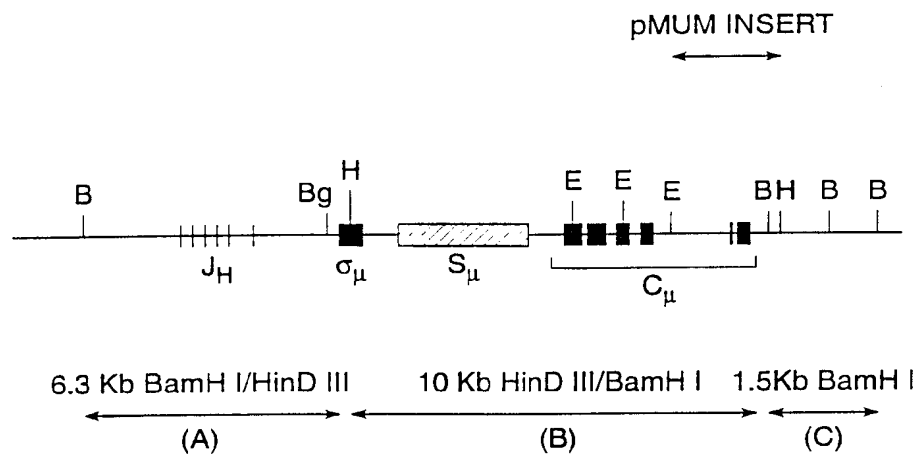 pMUM INSERT
B Bg H E E E B H B B
J_H σ_μ S_μ C_μ
6.3 Kb BamH I/HinD III 10 Kb HinD III/BamH I 1.5Kb BamH I
(A) (B) (C)